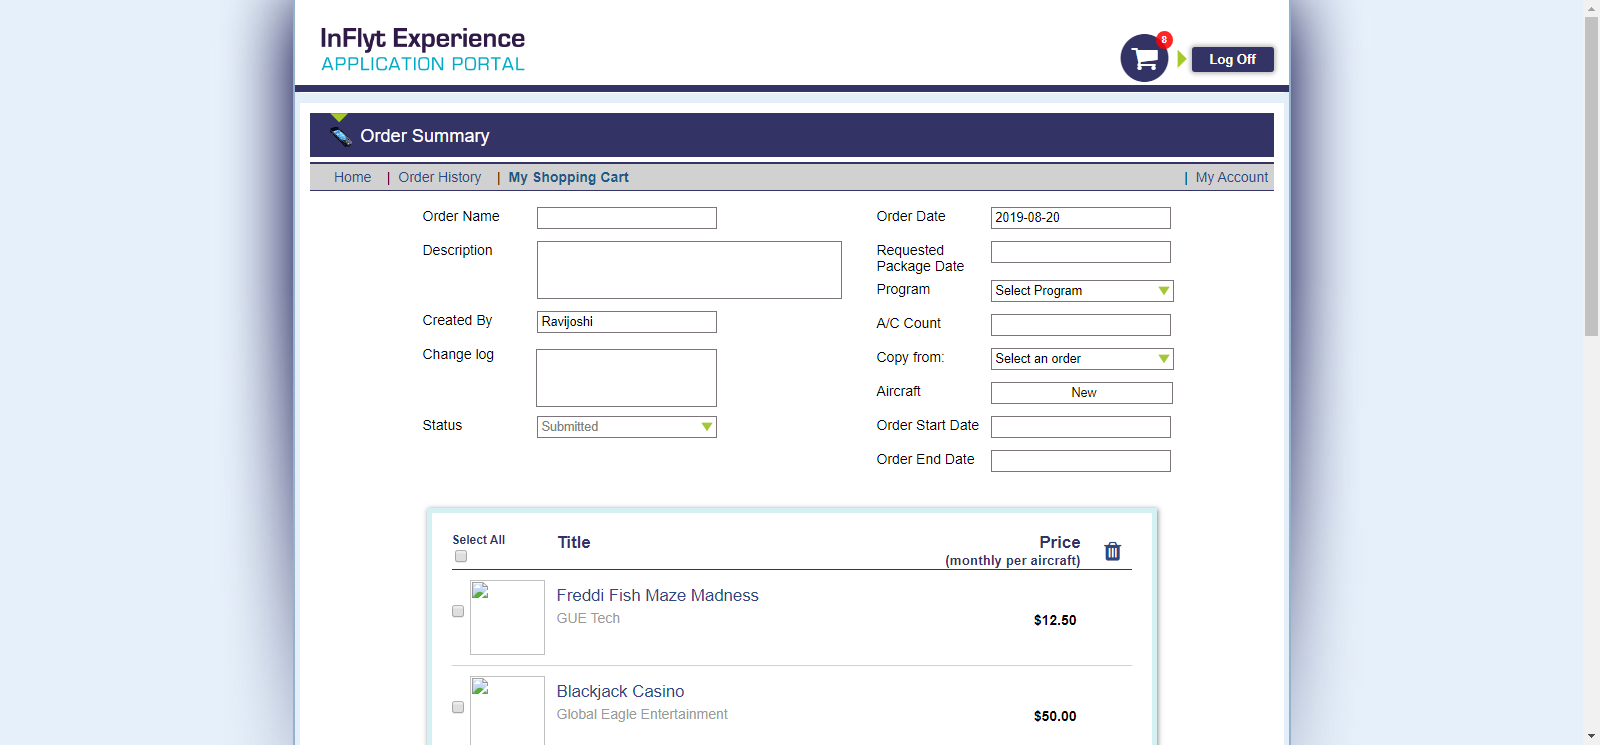 InFlyt Experience
APPLICATION PORTAL
8
Log Off
Order Summary
Home | Order History | My Shopping Cart | My Account
Order Name
Order Date 2019-08-20
Description
Requested
Package Date
Program Select Program
Created By Ravijoshi
A/C Count
Change log
Copy from: Select an order
Aircraft New
Status Submitted
Order Start Date
Order End Date
Select All Title Price
(monthly per aircraft)
Freddi Fish Maze Madness
GUE Tech
$12.50
Blackjack Casino
Global Eagle Entertainment
$50.00